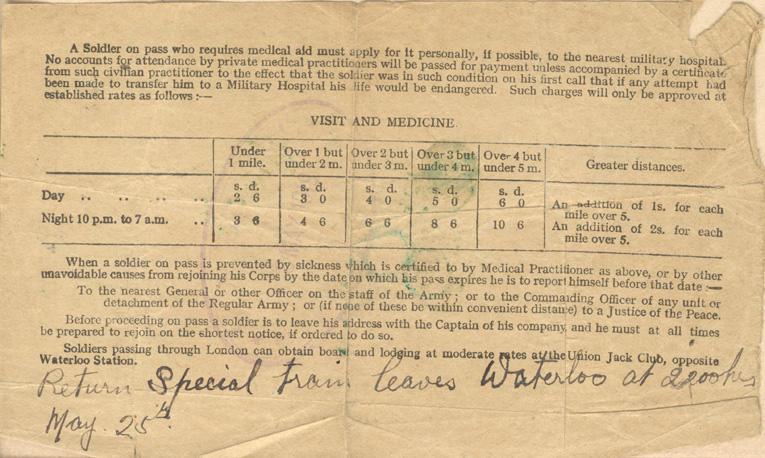 A Soldier on pass who requires medical aid must apply for it personally, if possible, to the nearest military hospital.
No accounts for attendance by private medical practitioners will be passed for payment unless accompanied by a certificate
from such civilian practitioner to the effect that the soldier was in such condition on his first call that if any attempt had
been made to transfer him to a Military Hospital his life would be endangered. Such charges will only be approved at
established rates as follows :—
VISIT AND MEDICINE.
Under 1 mile. Over 1 but under 2 m. Over 2 but under 3 m. Over 3 but under 4 m. Over 4 but under 5 m. Greater distances.
s. d. s. d. s. d. s. d. s. d.
Day .. .. .. .. 2 6 3 0 4 0 5 0 6 0 An addition of 1s. for each mile over 5.
Night 10 p.m. to 7 a.m. .. 3 6 4 6 6 6 8 6 10 6 An addition of 2s. for each mile over 5.
When a soldier on pass is prevented by sickness which is certified to by Medical Practitioner as above, or by other
unavoidable causes from rejoining his Corps by the date on which his pass expires he is to report himself before that date :—
To the nearest General or other Officer on the staff of the Army ; or to the Commanding Officer of any unit or
detachment of the Regular Army ; or (if none of these be within convenient distance) to a Justice of the Peace.
Before proceeding on pass a soldier is to leave his address with the Captain of his company, and he must at all times
be prepared to rejoin on the shortest notice, if ordered to do so.
Soldiers passing through London can obtain board and lodging at moderate rates at the Union Jack Club, opposite
Waterloo Station.
Return Special train leaves Waterloo at 2200hrs
May. 25th.